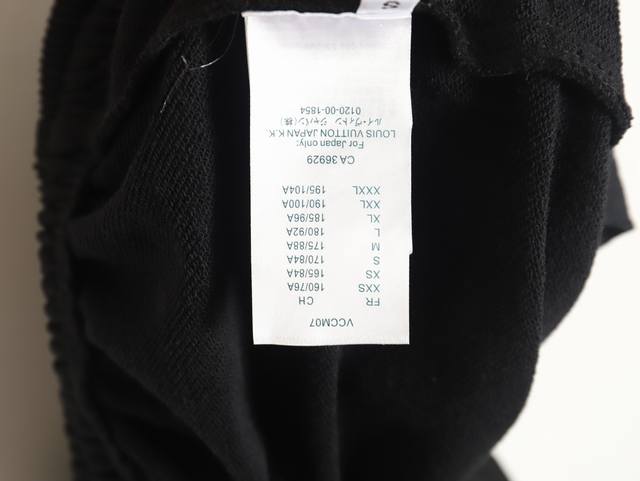 VCCM07
FR CH
XXS 160/76A
XS 165/84A
S 170/84A
M 175/88A
L 180/92A
XL 185/96A
XXL 190/100A
XXXL 195/104A
CA 36929
For Japan only:
LOUIS VUITTON JAPAN K.K.
ルイ・ヴィトン ジャパン(株)
0120-00-1854
S